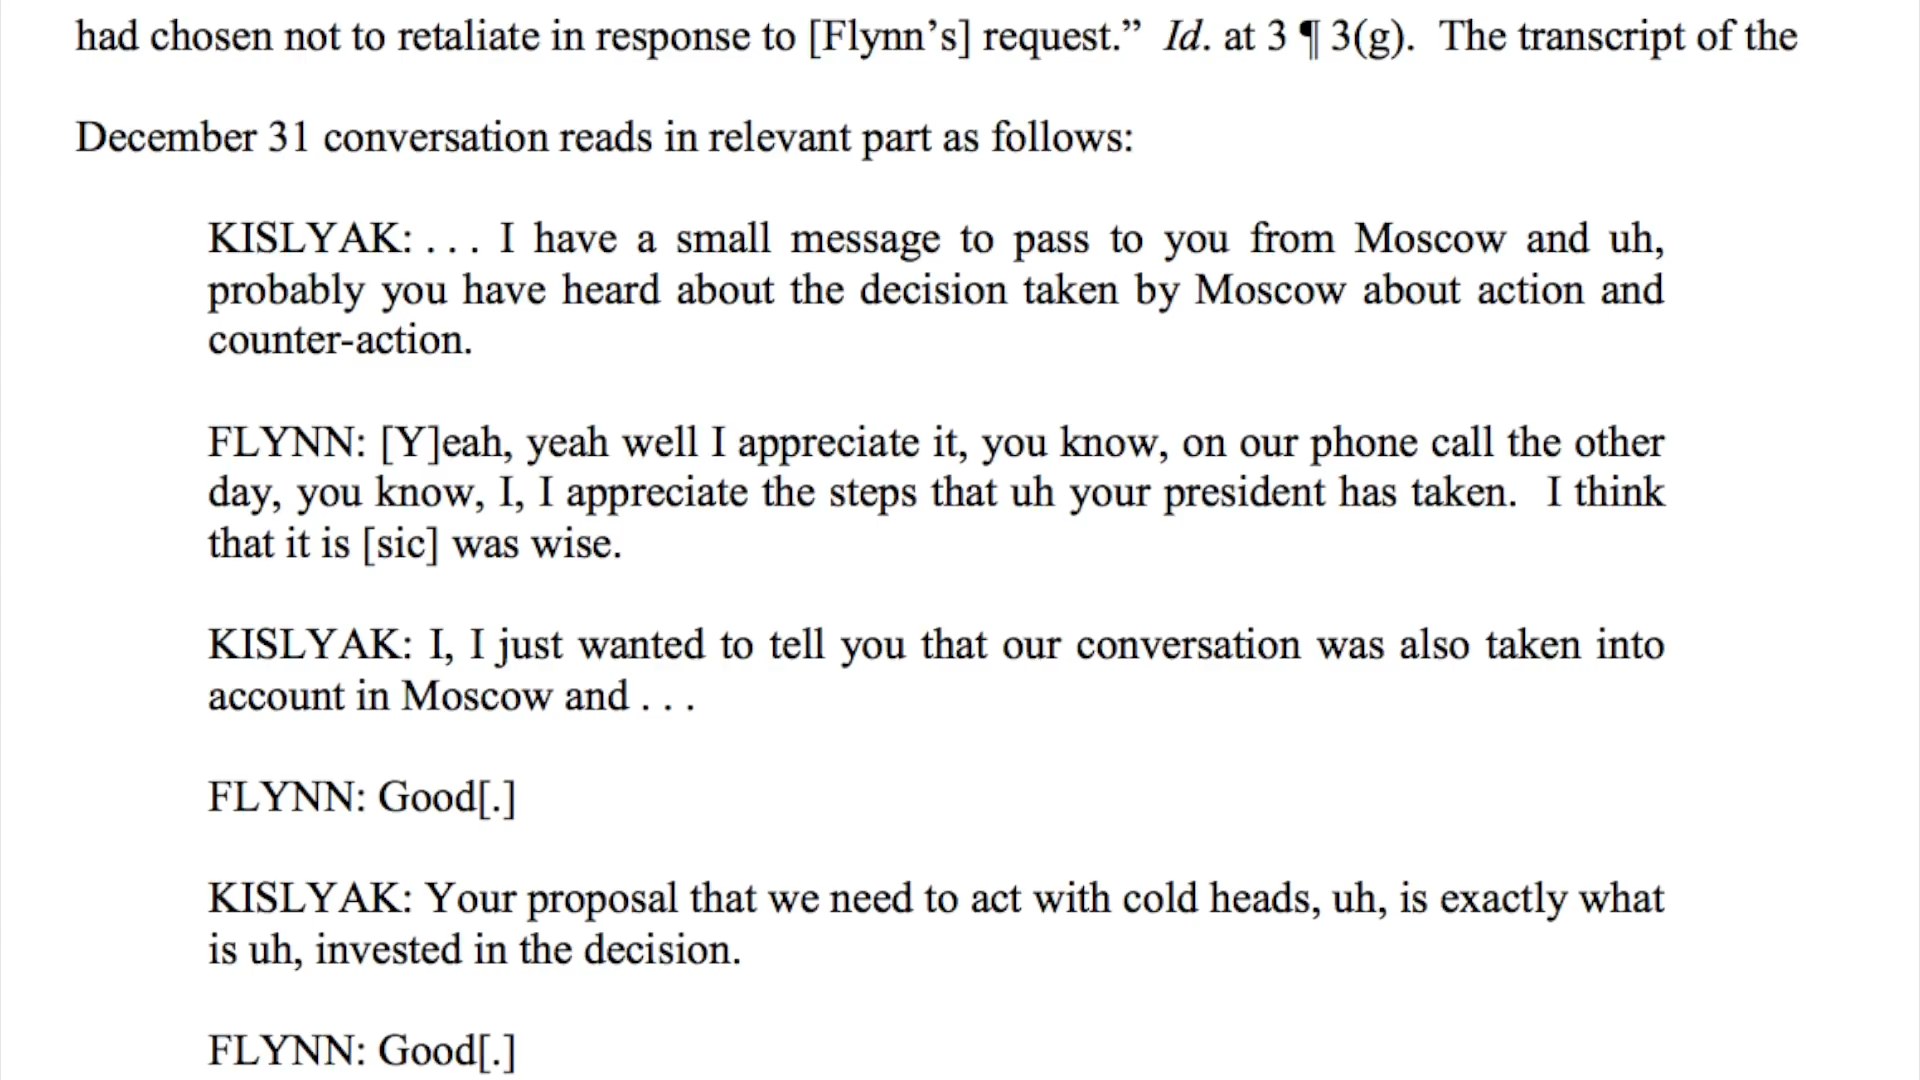 had chosen not to retaliate in response to [Flynn’s] request.” Id. at 3 ¶ 3(g). The transcript of the
December 31 conversation reads in relevant part as follows:
KISLYAK: . . . I have a small message to pass to you from Moscow and uh,
probably you have heard about the decision taken by Moscow about action and
counter-action.
FLYNN: [Y]eah, yeah well I appreciate it, you know, on our phone call the other
day, you know, I, I appreciate the steps that uh your president has taken. I think
that it is [sic] was wise.
KISLYAK: I, I just wanted to tell you that our conversation was also taken into
account in Moscow and . . .
FLYNN: Good[.]
KISLYAK: Your proposal that we need to act with cold heads, uh, is exactly what
is uh, invested in the decision.
FLYNN: Good[.]